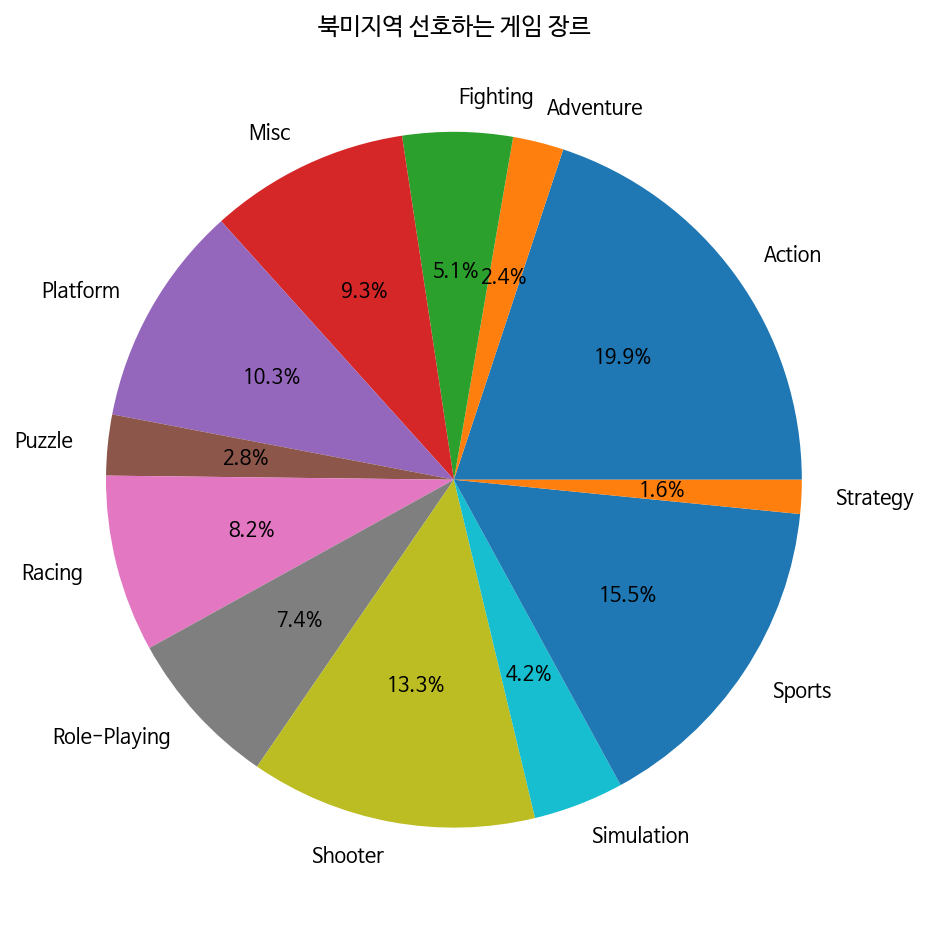 북미지역 선호하는 게임 장르
Fighting
Adventure
Misc
Action
Platform
Puzzle
Racing
Role-Playing
Shooter
Simulation
Sports
Strategy
5.1%
2.4%
9.3%
19.9%
10.3%
2.8%
8.2%
7.4%
13.3%
4.2%
15.5%
1.6%